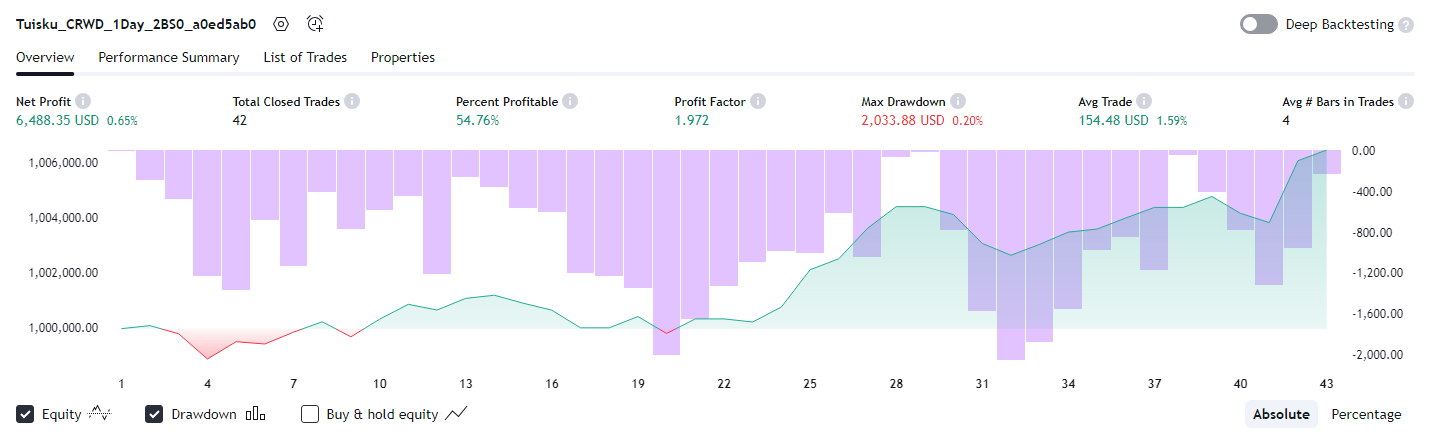 Tuisku_CRWD_1Day_2BS0_a0ed5ab0 Deep Backtesting ?
Overview Performance Summary List of Trades Properties
Net Profit i Total Closed Trades i Percent Profitable i Profit Factor i Max Drawdown i Avg Trade i Avg # Bars in Trades i
6,488.35 USD 0.65% 42 54.76% 1.972 2,033.88 USD 0.20% 154.48 USD 1.59% 4
1,006,000.00 0.00
-400.00
1,004,000.00 -800.00
1,002,000.00 -1,200.00
1,000,000.00 -1,600.00
-2,000.00
1 4 7 10 13 16 19 22 25 28 31 34 37 40 43
Equity Drawdown Buy & hold equity Absolute Percentage